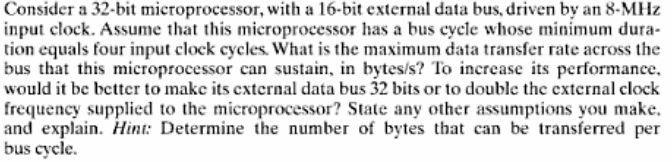 Consider a 32-bit microprocessor, with a 16-bit external data bus, driven by an 8-MHz
input clock. Assume that this microprocessor has a bus cycle whose minimum dura-
tion equals four input clock cycles. What is the maximum data transfer rate across the
bus that this microprocessor can sustain, in bytes/s? To increase its performance,
would it be better to make its external data bus 32 bits or to double the external clock
frequency supplied to the microprocessor? State any other assumptions you make,
and explain. Hint: Determine the number of bytes that can be transferred per
bus cycle.